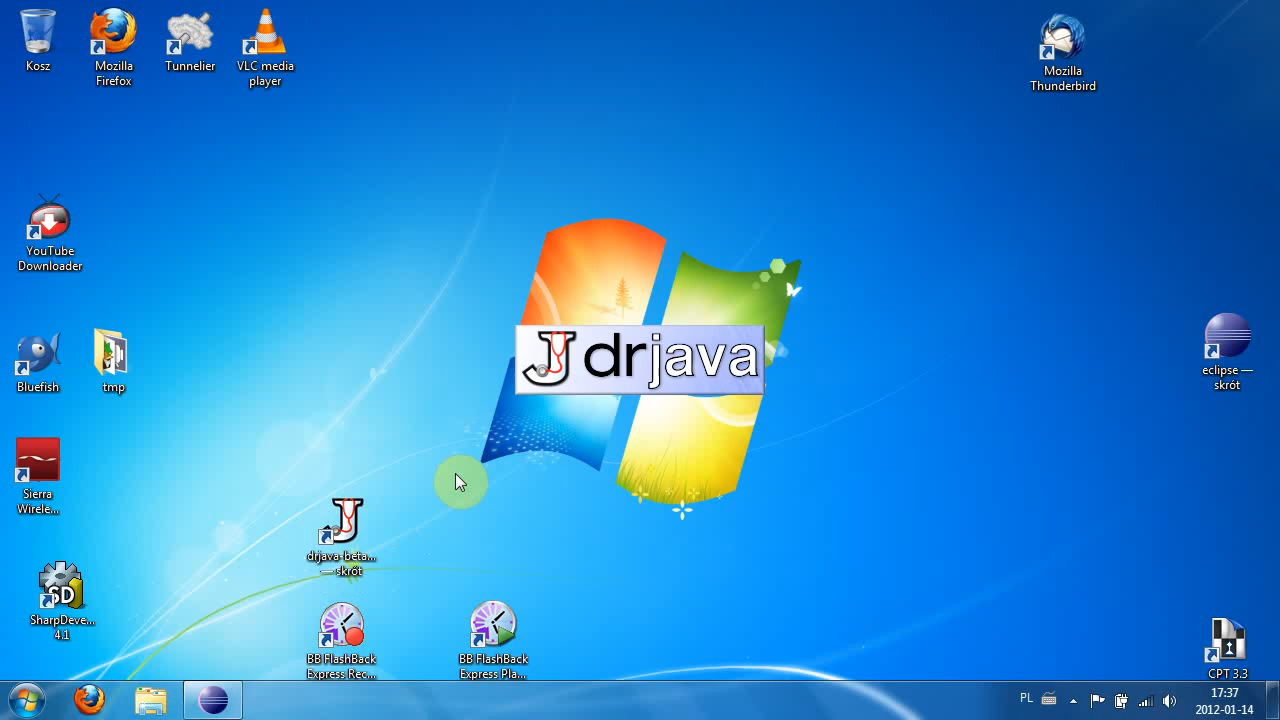 Kosz
Mozilla
Firefox
Tunnelier
VLC media
player
Mozilla
Thunderbird
YouTube
Downloader
Bluefish
tmp
drjava
eclipse —
skrót
Sierra
Wirele...
drjava-beta...
— skrót
SD
SharpDeve...
4.1
BB FlashBack
Express Rec...
BB FlashBack
Express Pla...
CPT 3.3
PL
17:37
2012-01-14